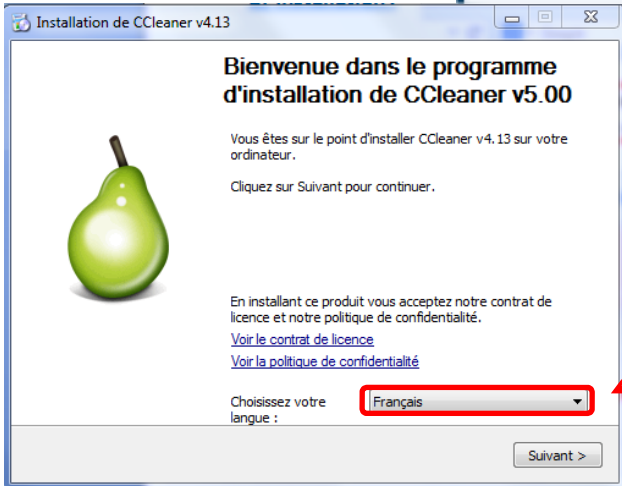 Installation de CCleaner v4.13
Bienvenue dans le programme
d'installation de CCleaner v5.00
Vous êtes sur le point d'installer CCleaner v4.13 sur votre
ordinateur.
Cliquez sur Suivant pour continuer.
En installant ce produit vous acceptez notre contrat de
licence et notre politique de confidentialité.
Voir le contrat de licence
Voir la politique de confidentialité
Choisissez votre
langue :
Français
Suivant >